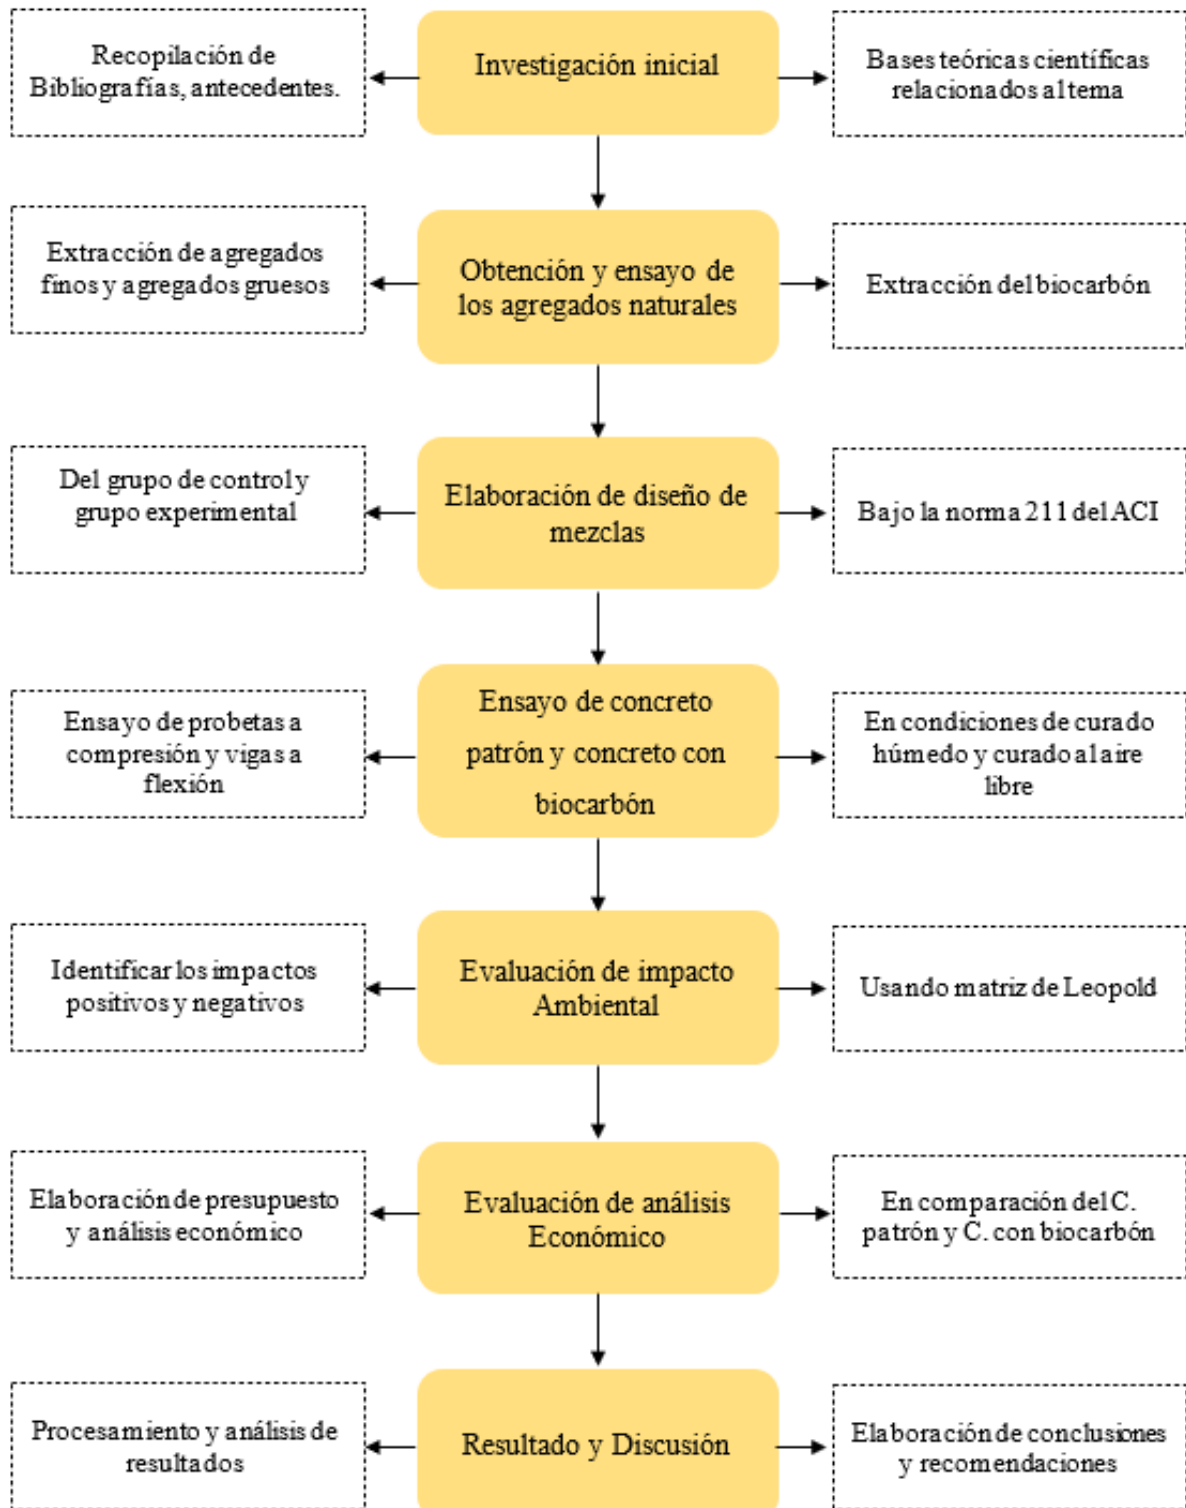 Recopilación de
Bibliografías, antecedentes.
Investigación inicial
Bases teóricas científicas
relacionados al tema
Extracción de agregados
finos y agregados gruesos
Obtención y ensayo de
los agregados naturales
Extracción del biocarbón
Del grupo de control y
grupo experimental
Elaboración de diseño de
mezclas
Bajo la norma 211 del ACI
Ensayo de probetas a
compresión y vigas a
flexión
Ensayo de concreto
patrón y concreto con
biocarbón
En condiciones de curado
húmedo y curado al aire
libre
Identificar los impactos
positivos y negativos
Evaluación de impacto
Ambiental
Usando matriz de Leopold
Elaboración de presupuesto
y análisis económico
Evaluación de análisis
Económico
En comparación del C.
patrón y C. con biocarbón
Procesamiento y análisis de
resultados
Resultado y Discusión
Elaboración de conclusiones
y recomendaciones